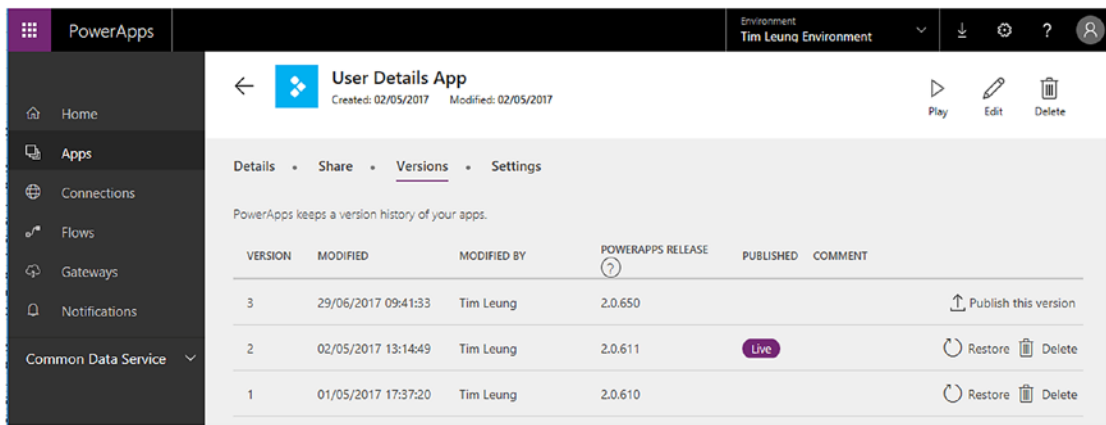 PowerApps
Environment
Tim Leung Environment
?
User Details App
Created: 02/05/2017 Modified: 02/05/2017
Play Edit Delete
Home
Apps
Connections
Flows
Gateways
Notifications
Common Data Service
Details • Share • Versions • Settings
PowerApps keeps a version history of your apps.
VERSION MODIFIED MODIFIED BY POWERAPPS RELEASE ? PUBLISHED COMMENT
3 29/06/2017 09:41:33 Tim Leung 2.0.650 Publish this version
2 02/05/2017 13:14:49 Tim Leung 2.0.611 Live Restore Delete
1 01/05/2017 17:37:20 Tim Leung 2.0.610 Restore Delete